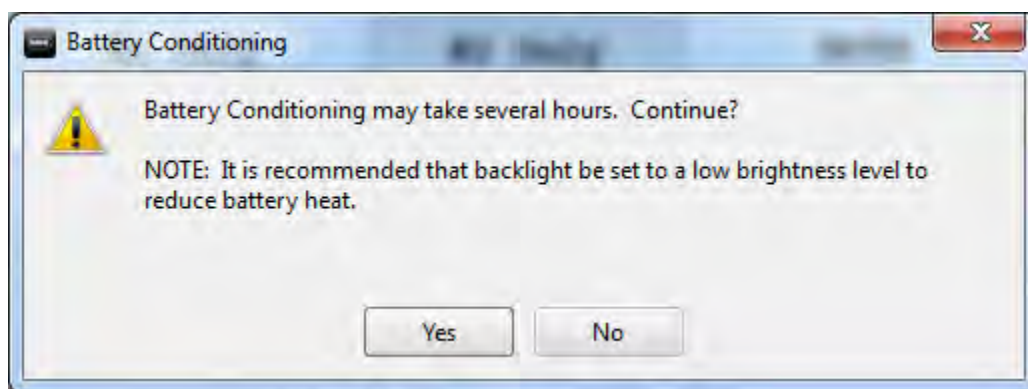 Battery Conditioning
Battery Conditioning may take several hours.  Continue?
NOTE:  It is recommended that backlight be set to a low brightness level to
reduce battery heat.
Yes
No